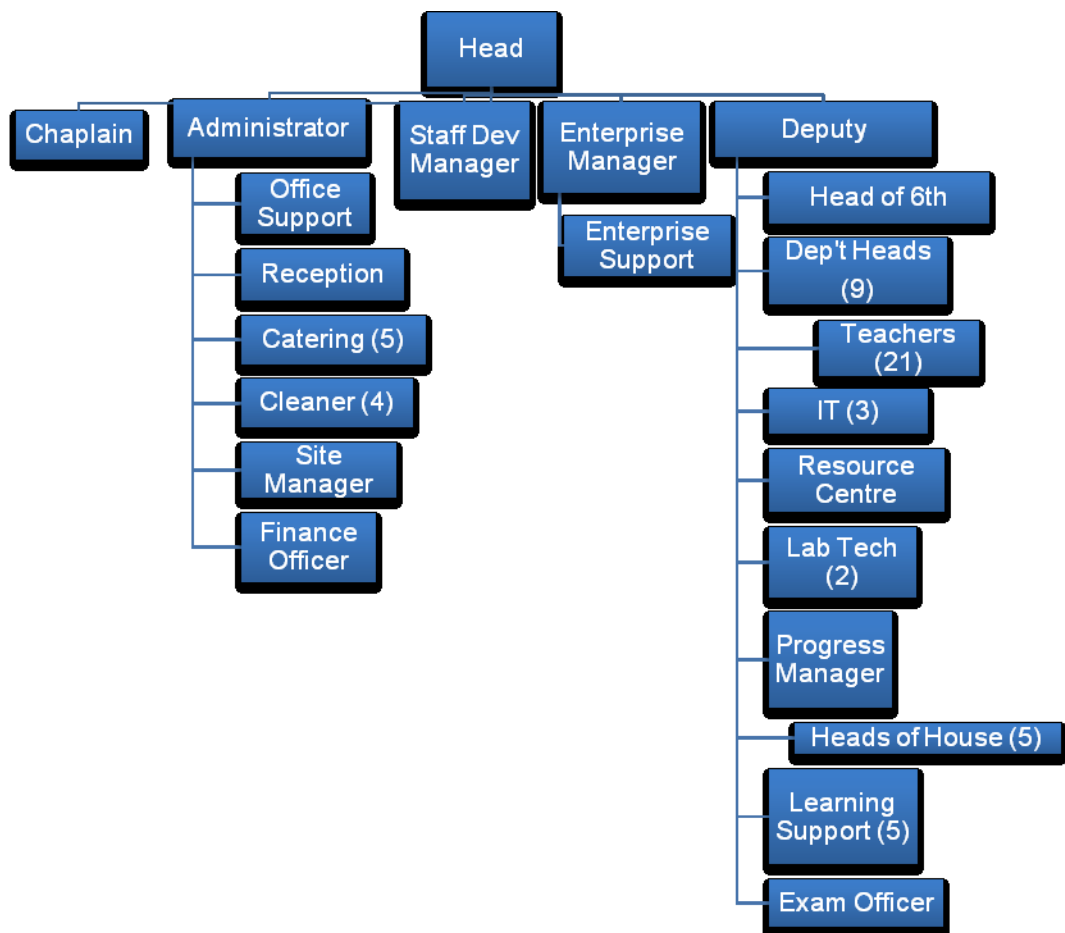 Head
Chaplain
Administrator
Staff Dev
Manager
Enterprise
Manager
Deputy
Office
Support
Reception
Catering (5)
Cleaner (4)
Site
Manager
Finance
Officer
Enterprise
Support
Head of 6th
Dep't Heads
(9)
Teachers
(21)
IT (3)
Resource
Centre
Lab Tech
(2)
Progress
Manager
Heads of House (5)
Learning
Support (5)
Exam Officer